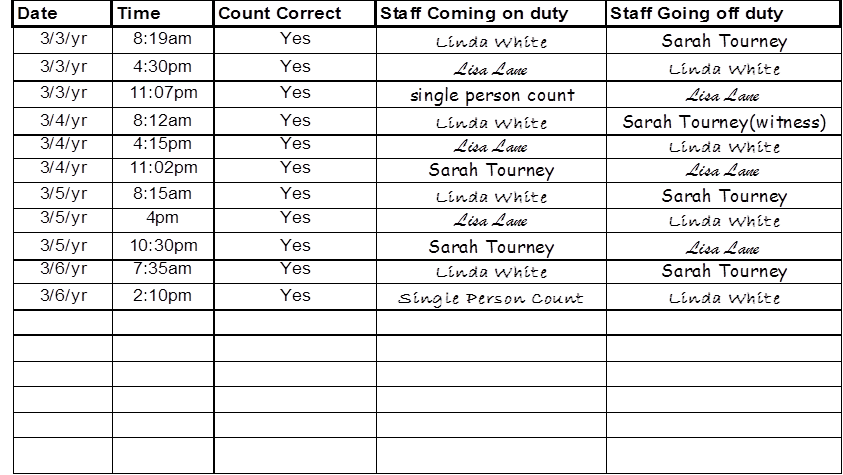 Date Time Count Correct Staff Coming on duty Staff Going off duty
3/3/yr 8:19am Yes Linda White Sarah Tourney
3/3/yr 4:30pm Yes Lisa Lane Linda White
3/3/yr 11:07pm Yes single person count Lisa Lane
3/4/yr 8:12am Yes Linda White Sarah Tourney(witness)
3/4/yr 4:15pm Yes Lisa Lane Linda White
3/4/yr 11:02pm Yes Sarah Tourney Lisa Lane
3/5/yr 8:15am Yes Linda White Sarah Tourney
3/5/yr 4pm Yes Lisa Lane Linda White
3/5/yr 10:30pm Yes Sarah Tourney Lisa Lane
3/6/yr 7:35am Yes Linda White Sarah Tourney
3/6/yr 2:10pm Yes Single Person Count Linda White